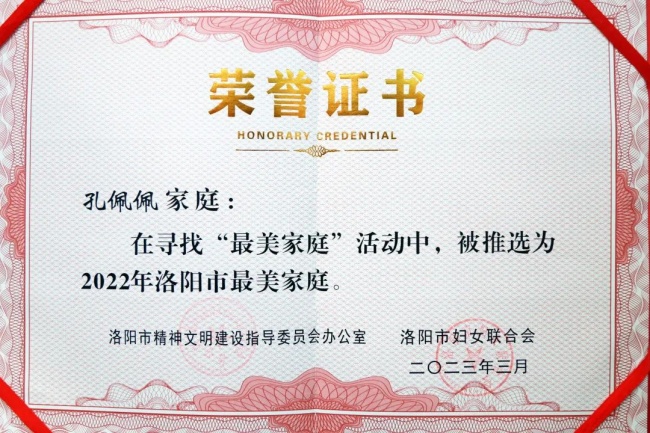 荣誉证书
HONORARY CREDENTIAL
孔佩佩家庭：
在寻找“最美家庭”活动中，被推选为
2022年洛阳市最美家庭。
洛阳市精神文明建设指导委员会办公室 洛阳市妇女联合会
二〇二三年三月